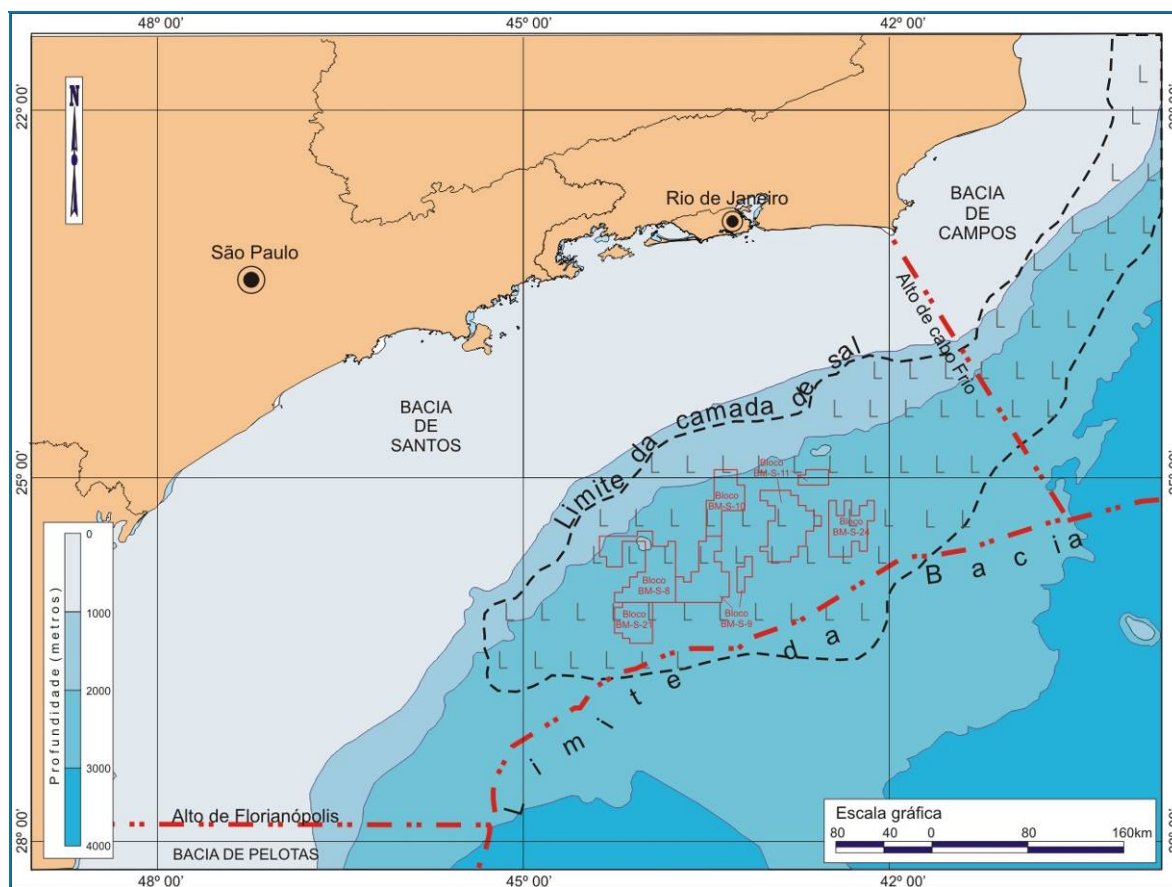 48º 00'
45º 00'
42º 00'
22º 00'
N
São Paulo
Rio de Janeiro
BACIA
DE
CAMPOS
Alto de cabo Frio
BACIA
DE
SANTOS
Limite da camada de sal
25º 00'
Bloco
BM-S-11
Bloco
BM-S-10
Bloco
BM-S-24
Bloco
BM-S-8
Bloco
BM-S-9
Bloco
BM-S-21
Limite da Bacia
Profundidade (metros)
0
1000
2000
3000
4000
Alto de Florianópolis
BACIA DE PELOTAS
28º 00'
Escala gráfica
80 40 0 80 160km
48º 00'
45º 00'
42º 00'